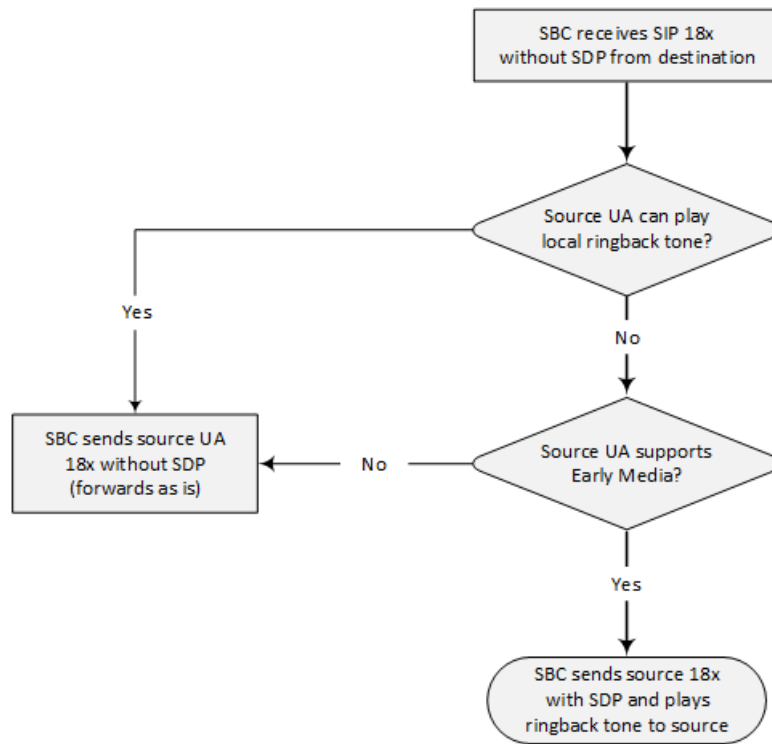 SBC receives SIP 18x
without SDP from destination
Source UA can play
local ringback tone?
Yes
No
SBC sends source UA
18x without SDP
(forwards as is)
No
Source UA supports
Early Media?
Yes
SBC sends source 18x
with SDP and plays
ringback tone to source